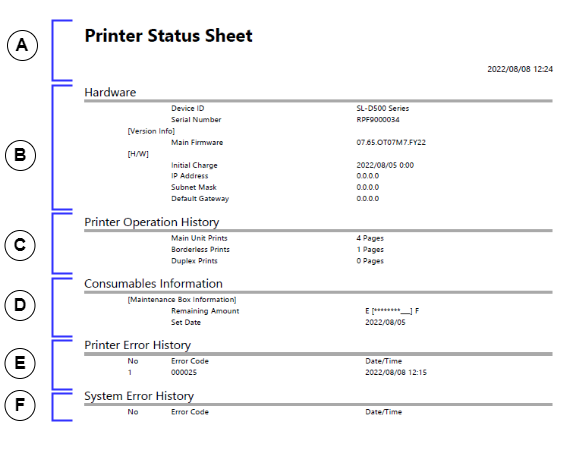 A
Printer Status Sheet
2022/08/08 12:24
B
Hardware
Device ID SL-D500 Series
Serial Number RPF9000034
[Version Info]
Main Firmware 07.65.OT07M7.FY22
[H/W]
Initial Charge 2022/08/05 0:00
IP Address 0.0.0.0
Subnet Mask 0.0.0.0
Default Gateway 0.0.0.0
C
Printer Operation History
Main Unit Prints 4 Pages
Borderless Prints 1 Pages
Duplex Prints 0 Pages
D
Consumables Information
[Maintenance Box Information]
Remaining Amount E [********__] F
Set Date 2022/08/05
E
Printer Error History
No Error Code Date/Time
1 000025 2022/08/08 12:15
F
System Error History
No Error Code Date/Time